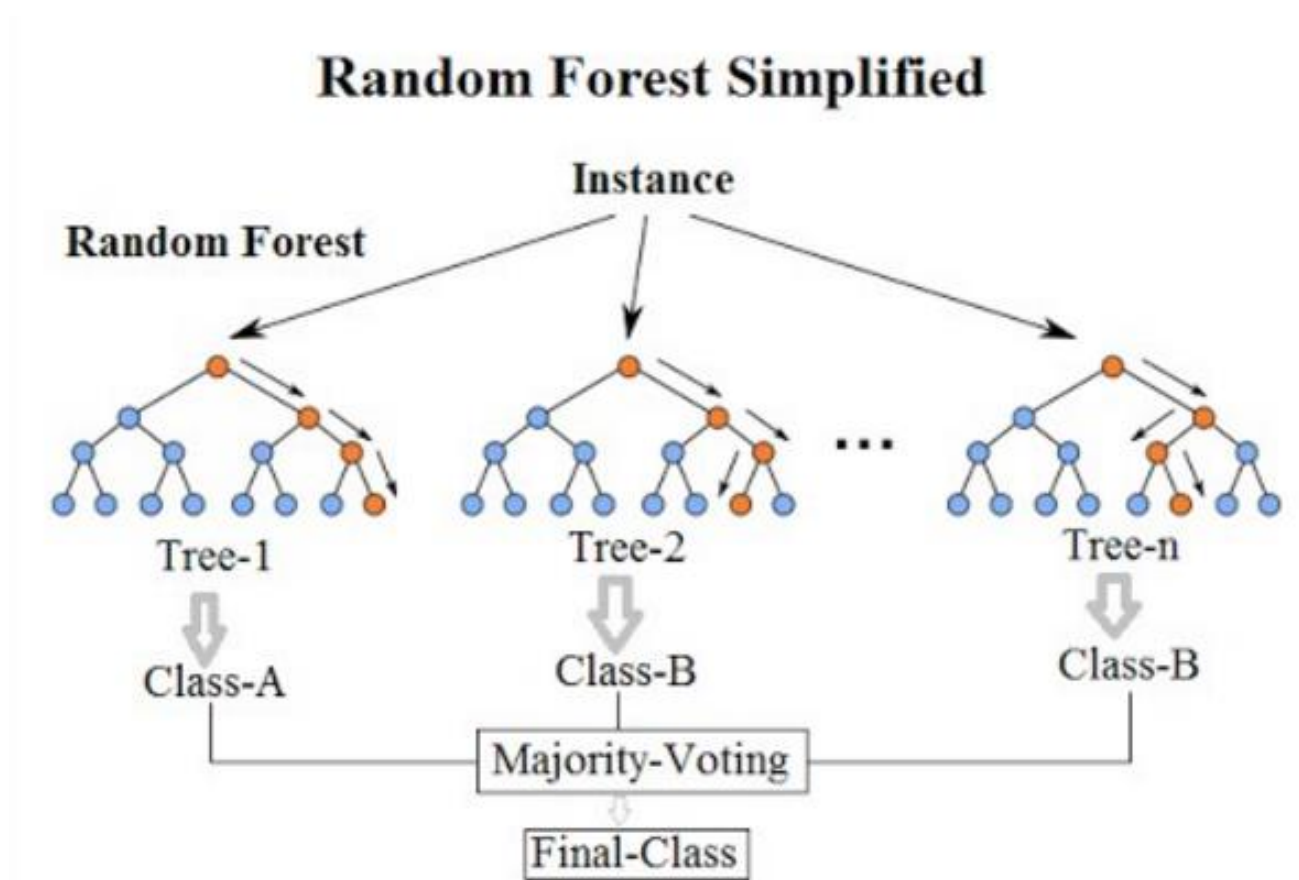 Random Forest Simplified
Instance
Random Forest
...
Tree-1
Tree-2
Tree-n
Class-A
Class-B
Class-B
Majority-Voting
Final-Class